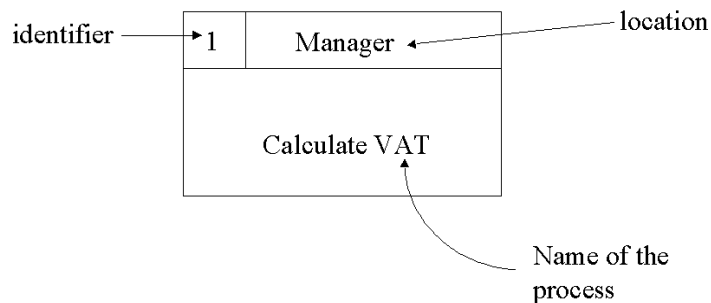 identifier
1
Manager
location
Calculate VAT
Name of the
process